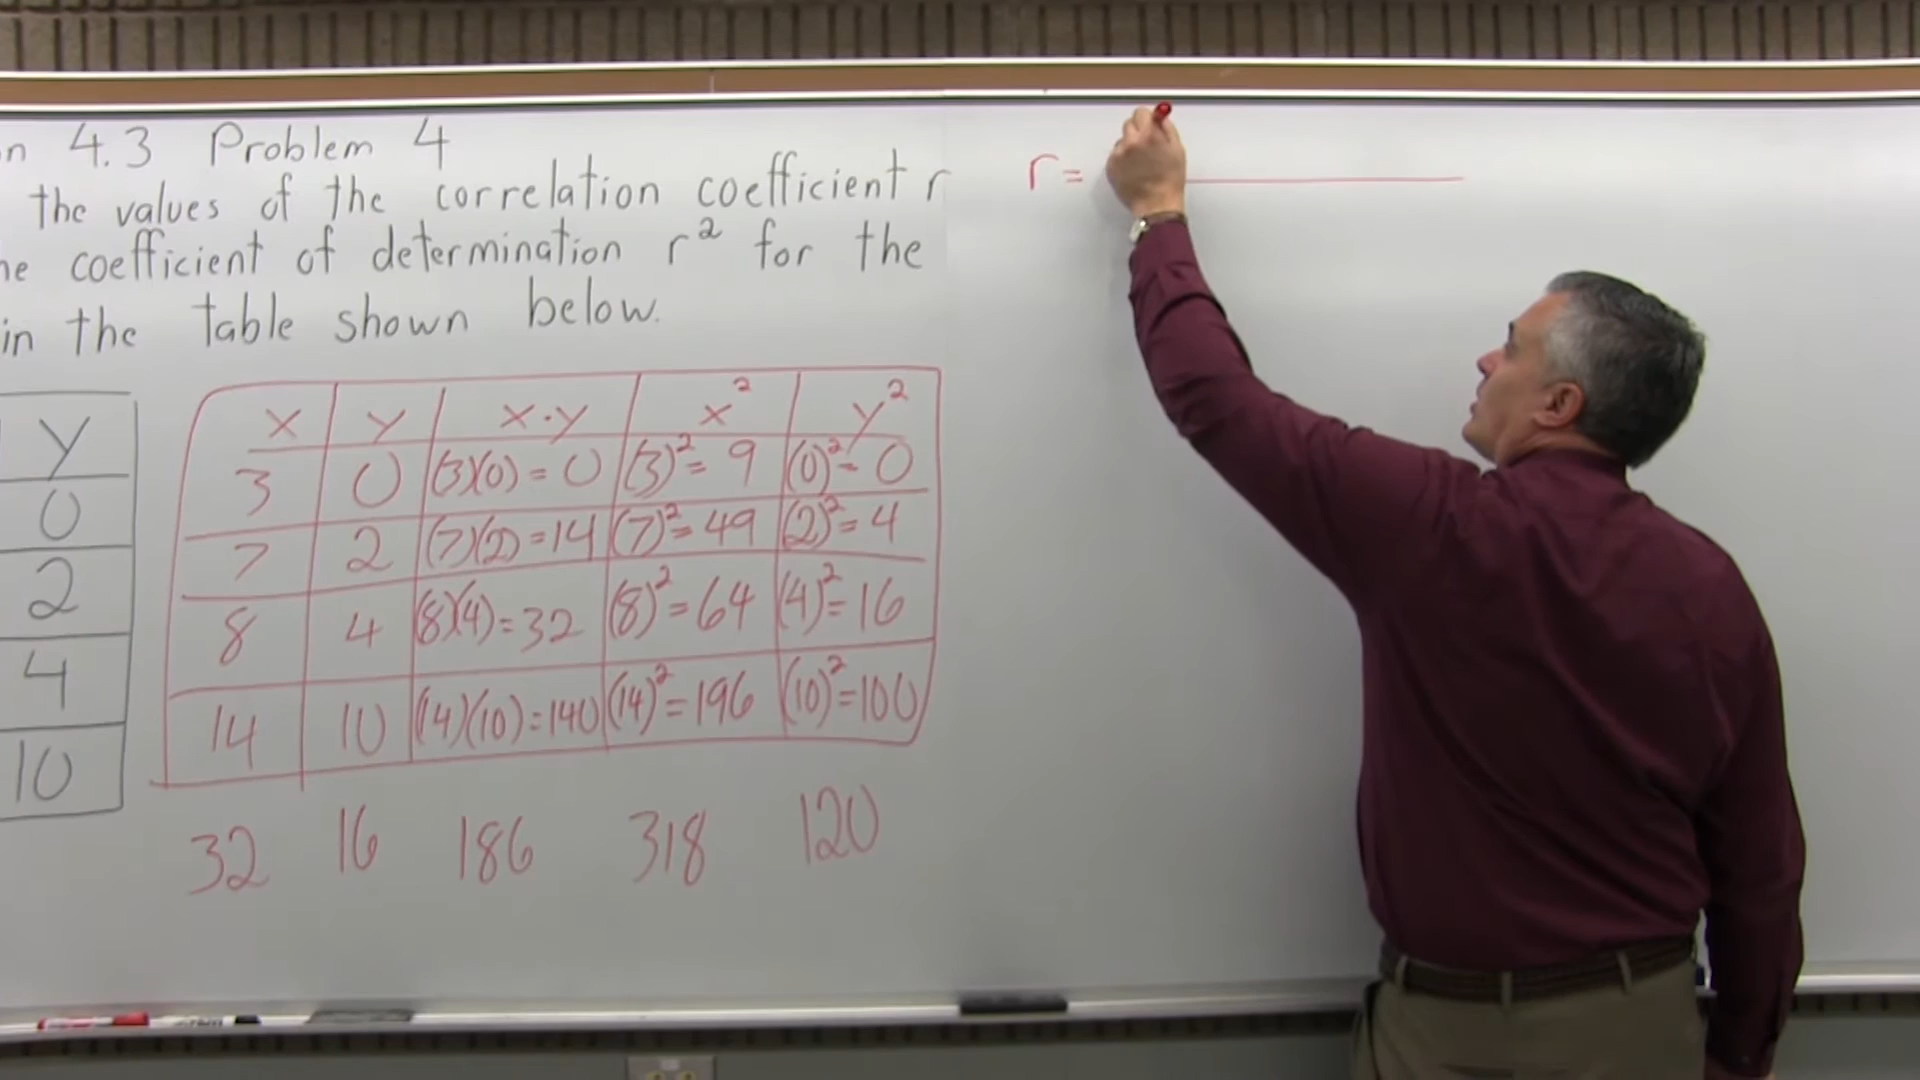 n 4.3 Problem 4
the values of the correlation coefficient r
he coefficient of determination r² for the
in the table shown below.
r =
y
0
2
4
10
x y x·y x² y²
3 0 (3)(0) = 0 (3)² = 9 (0)² = 0
7 2 (7)(2) = 14 (7)² = 49 (2)² = 4
8 4 (8)(4) = 32 (8)² = 64 (4)² = 16
14 10 (14)(10) = 140 (14)² = 196 (10)² = 100
32 16 186 318 120